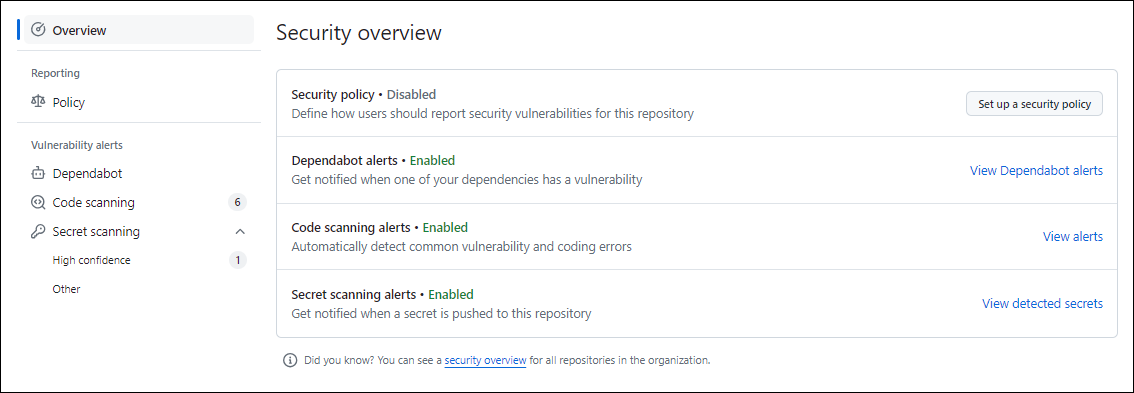 Overview
Reporting
Policy
Vulnerability alerts
Dependabot
Code scanning 6
Secret scanning
High confidence 1
Other
Security overview
Security policy • Disabled
Define how users should report security vulnerabilities for this repository
Set up a security policy
Dependabot alerts • Enabled
Get notified when one of your dependencies has a vulnerability
View Dependabot alerts
Code scanning alerts • Enabled
Automatically detect common vulnerability and coding errors
View alerts
Secret scanning alerts • Enabled
Get notified when a secret is pushed to this repository
View detected secrets
Did you know? You can see a security overview for all repositories in the organization.